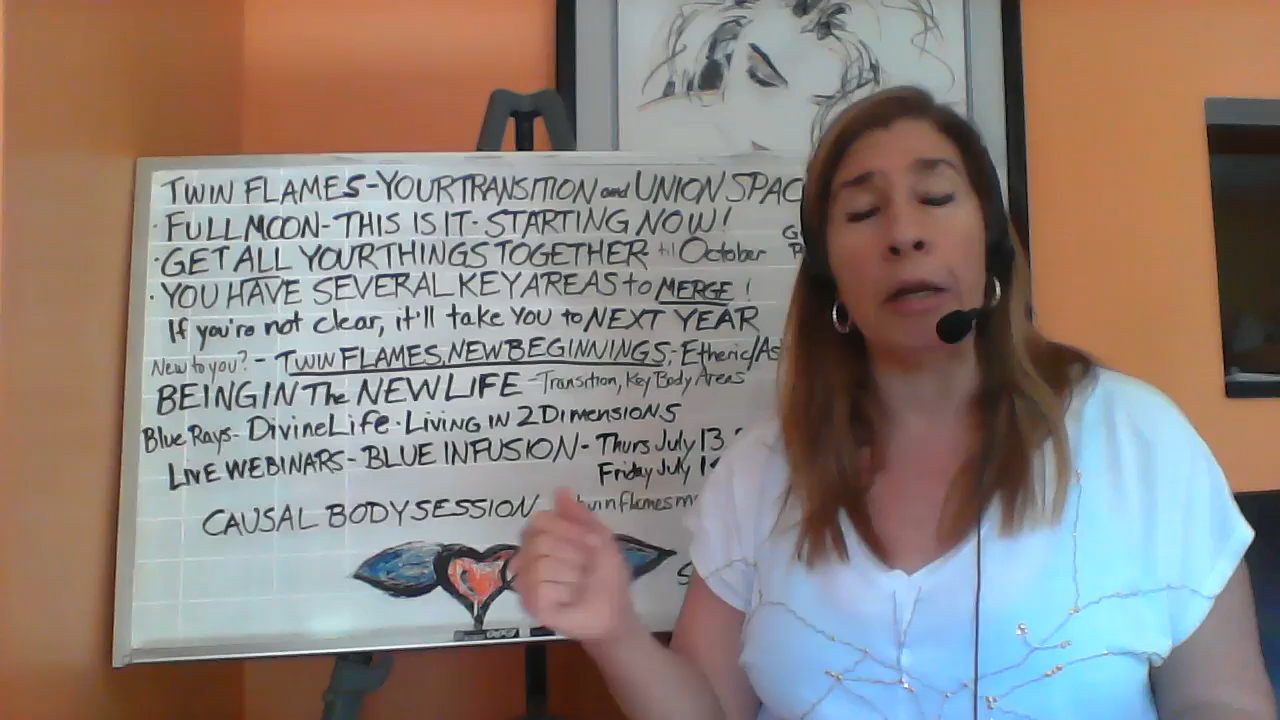 TWIN FLAMES-YOUR TRANSITION and UNION SPAC
· FULL MOON- THIS IS IT- STARTING NOW!
· GET ALL YOUR THINGS TOGETHER til October
· YOU HAVE SEVERAL KEY AREAS to MERGE!
If you're not clear, it'll take YOU to NEXT YEAR
New to you? - TWIN FLAMES, NEW BEGINNINGS, - Etheric/As
BEING IN The NEW LIFE -Transition, Key Body Areas
Blue Rays- Divine Life · Living IN 2 DIMENSIONS
LIVE WEBINARS- BLUE INFUSION- Thurs July 13
Friday July
CAUSAL BODY SESSION